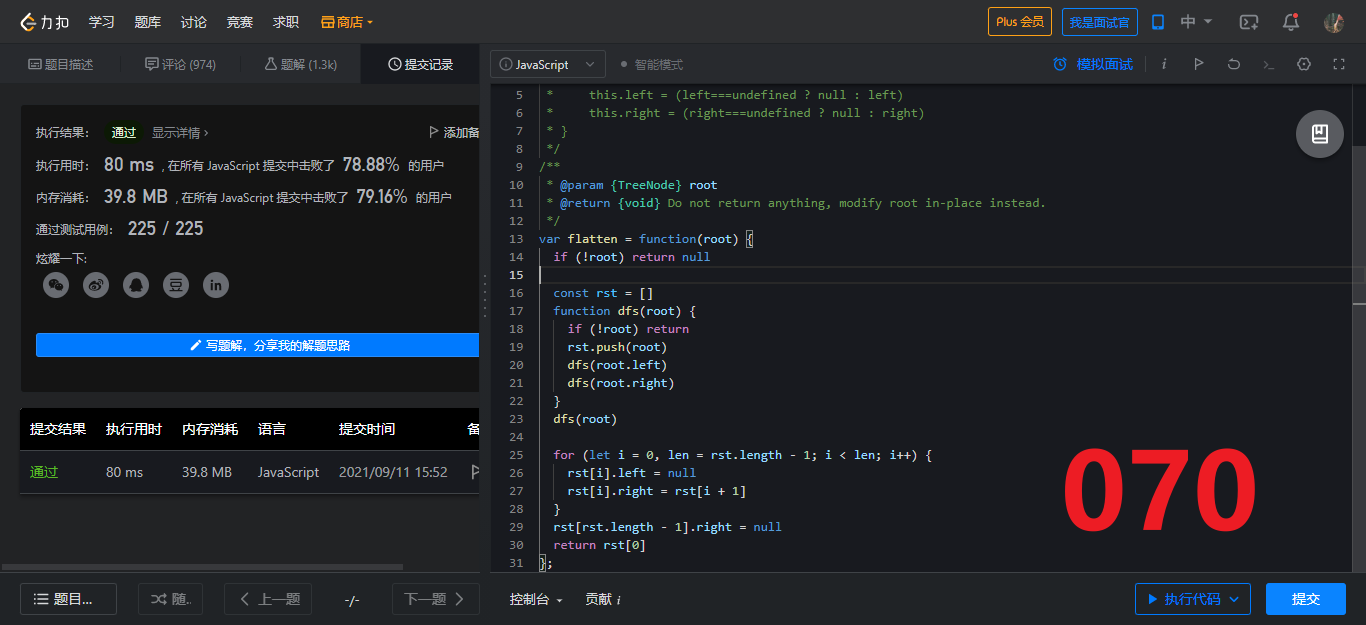 力扣 学习 题库 讨论 竞赛 求职 商店 Plus 会员 我是面试官 中
题目描述 评论 (974) 题解 (1.3k) 提交记录
执行结果： 通过 显示详情 › 添加备
执行用时： 80 ms , 在所有 JavaScript 提交中击败了 78.88% 的用户
内存消耗： 39.8 MB , 在所有 JavaScript 提交中击败了 79.16% 的用户
通过测试用例： 225 / 225
炫耀一下:
豆 in
写题解，分享我的解题思路
提交结果 执行用时 内存消耗 语言 提交时间 备
通过 80 ms 39.8 MB JavaScript 2021/09/11 15:52
题目... 随.. 上一题 -/- 下一题
i JavaScript 智能模式 模拟面试 i
5 *     this.left = (left===undefined ? null : left)
6 *     this.right = (right===undefined ? null : right)
7 * }
8 */
9 /**
10 * @param {TreeNode} root
11 * @return {void} Do not return anything, modify root in-place instead.
12 */
13 var flatten = function(root) {
14   if (!root) return null
15
16   const rst = []
17   function dfs(root) {
18     if (!root) return
19     rst.push(root)
20     dfs(root.left)
21     dfs(root.right)
22   }
23   dfs(root)
24
25   for (let i = 0, len = rst.length - 1; i < len; i++) {
26     rst[i].left = null
27     rst[i].right = rst[i + 1]
28   }
29   rst[rst.length - 1].right = null
30   return rst[0]
31 };
070
控制台 贡献 i 执行代码 提交